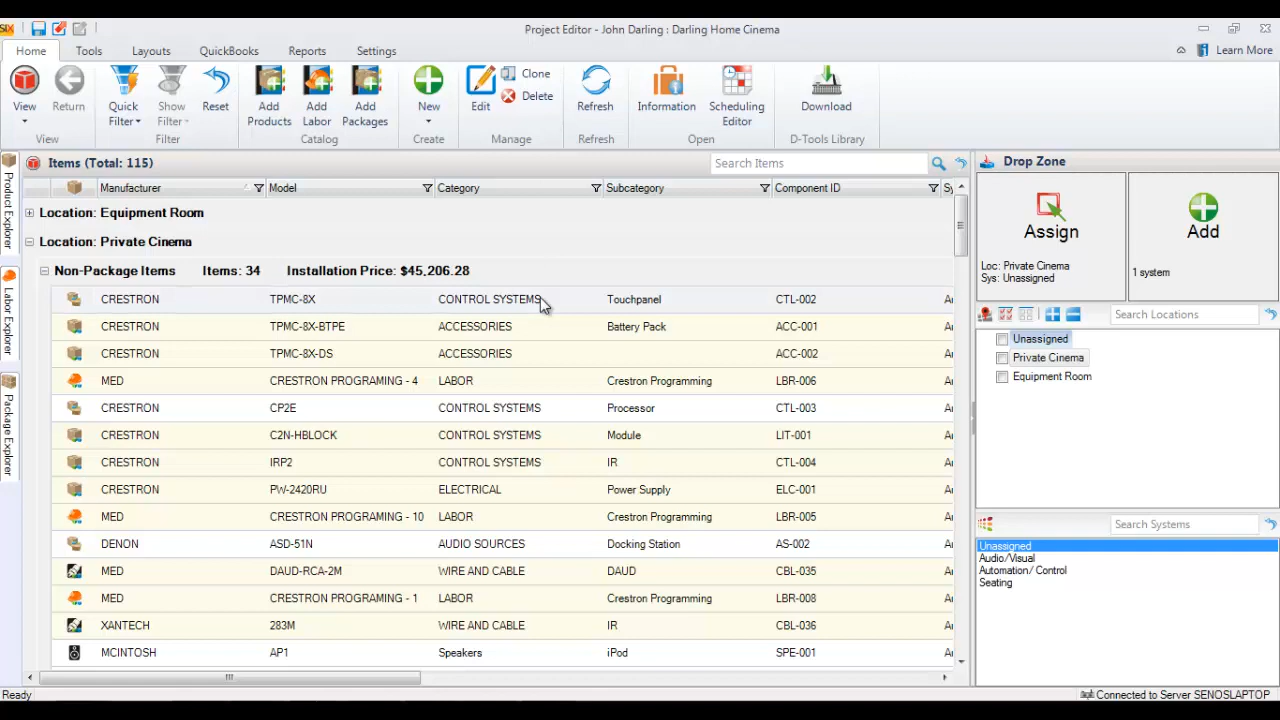 SIX
Project Editor - John Darling : Darling Home Cinema
Home Tools Layouts QuickBooks Reports Settings Learn More
View Return Quick Filter Show Filter Reset Add Products Add Labor Add Packages New Edit Clone Delete Refresh Information Scheduling Editor Download
View Filter Catalog Create Manage Refresh Open D-Tools Library
Product Explorer
Labor Explorer
Package Explorer
Items (Total: 115) Search Items
Manufacturer Model Category Subcategory Component ID Sy
Location: Equipment Room
Location: Private Cinema
Non-Package Items Items: 34 Installation Price: $45,206.28
CRESTRON TPMC-8X CONTROL SYSTEMS Touchpanel CTL-002
CRESTRON TPMC-8X-BTPE ACCESSORIES Battery Pack ACC-001
CRESTRON TPMC-8X-DS ACCESSORIES ACC-002
MED CRESTRON PROGRAMING - 4 LABOR Crestron Programming LBR-006
CRESTRON CP2E CONTROL SYSTEMS Processor CTL-003
CRESTRON C2N-HBLOCK CONTROL SYSTEMS Module LIT-001
CRESTRON IRP2 CONTROL SYSTEMS IR CTL-004
CRESTRON PW-2420RU ELECTRICAL Power Supply ELC-001
MED CRESTRON PROGRAMING - 10 LABOR Crestron Programming LBR-005
DENON ASD-51N AUDIO SOURCES Docking Station AS-002
MED DAUD-RCA-2M WIRE AND CABLE DAUD CBL-035
MED CRESTRON PROGRAMING - 1 LABOR Crestron Programming LBR-008
XANTECH 283M WIRE AND CABLE IR CBL-036
MCINTOSH AP1 Speakers iPod SPE-001
Drop Zone
Assign Add
Loc: Private Cinema
Sys: Unassigned
1 system
Search Locations
Unassigned
Private Cinema
Equipment Room
Search Systems
Unassigned
Audio/Visual
Automation/Control
Seating
Ready Connected to Server SENOSLAPTOP